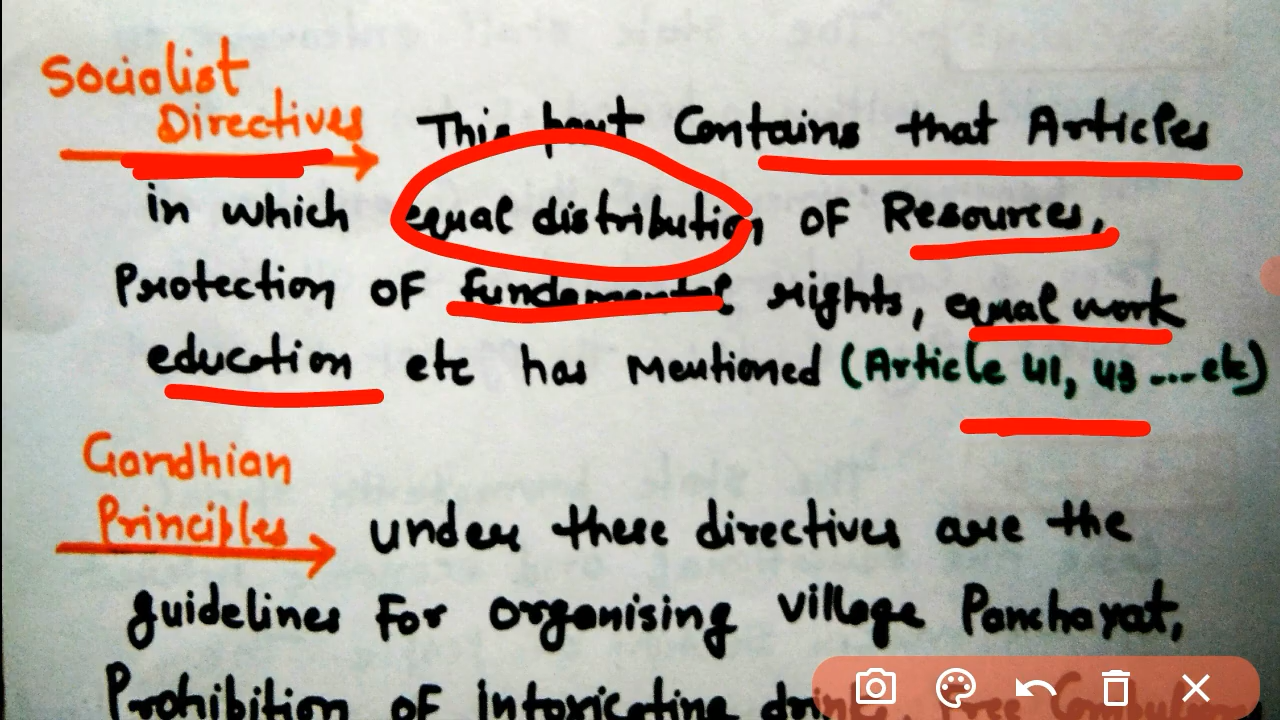 Socialist
Directives
This part Contains that Articles
in which equal distribution OF Resources,
Protection OF fundamental rights, equal work
education etc has Mentioned (Article 41, 43 ....etc)
Gandhian
Principles
under these directives are the
guidelines For organising village Panchayat,
Prohibition OF intoxicating drinks, Free